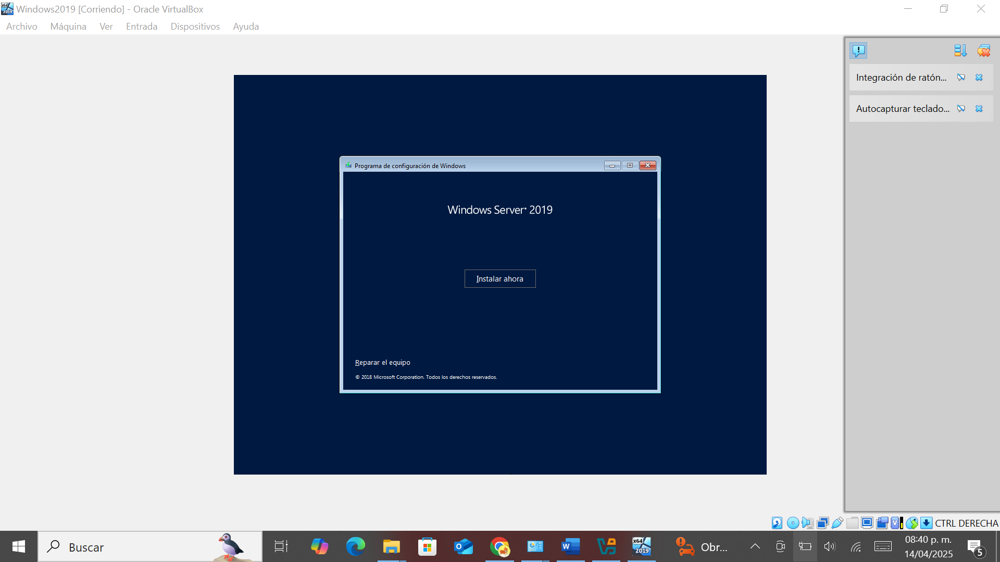 Windows2019 [Corriendo] - Oracle VirtualBox
Archivo Máquina Ver Entrada Dispositivos Ayuda
Integración de ratón...
Autocapturar teclado...
Programa de configuración de Windows
Windows Server® 2019
Instalar ahora
Reparar el equipo
© 2018 Microsoft Corporation. Todos los derechos reservados.
CTRL DERECHA
Buscar
x64
2019
Obr...
08:40 p. m.
14/04/2025
5